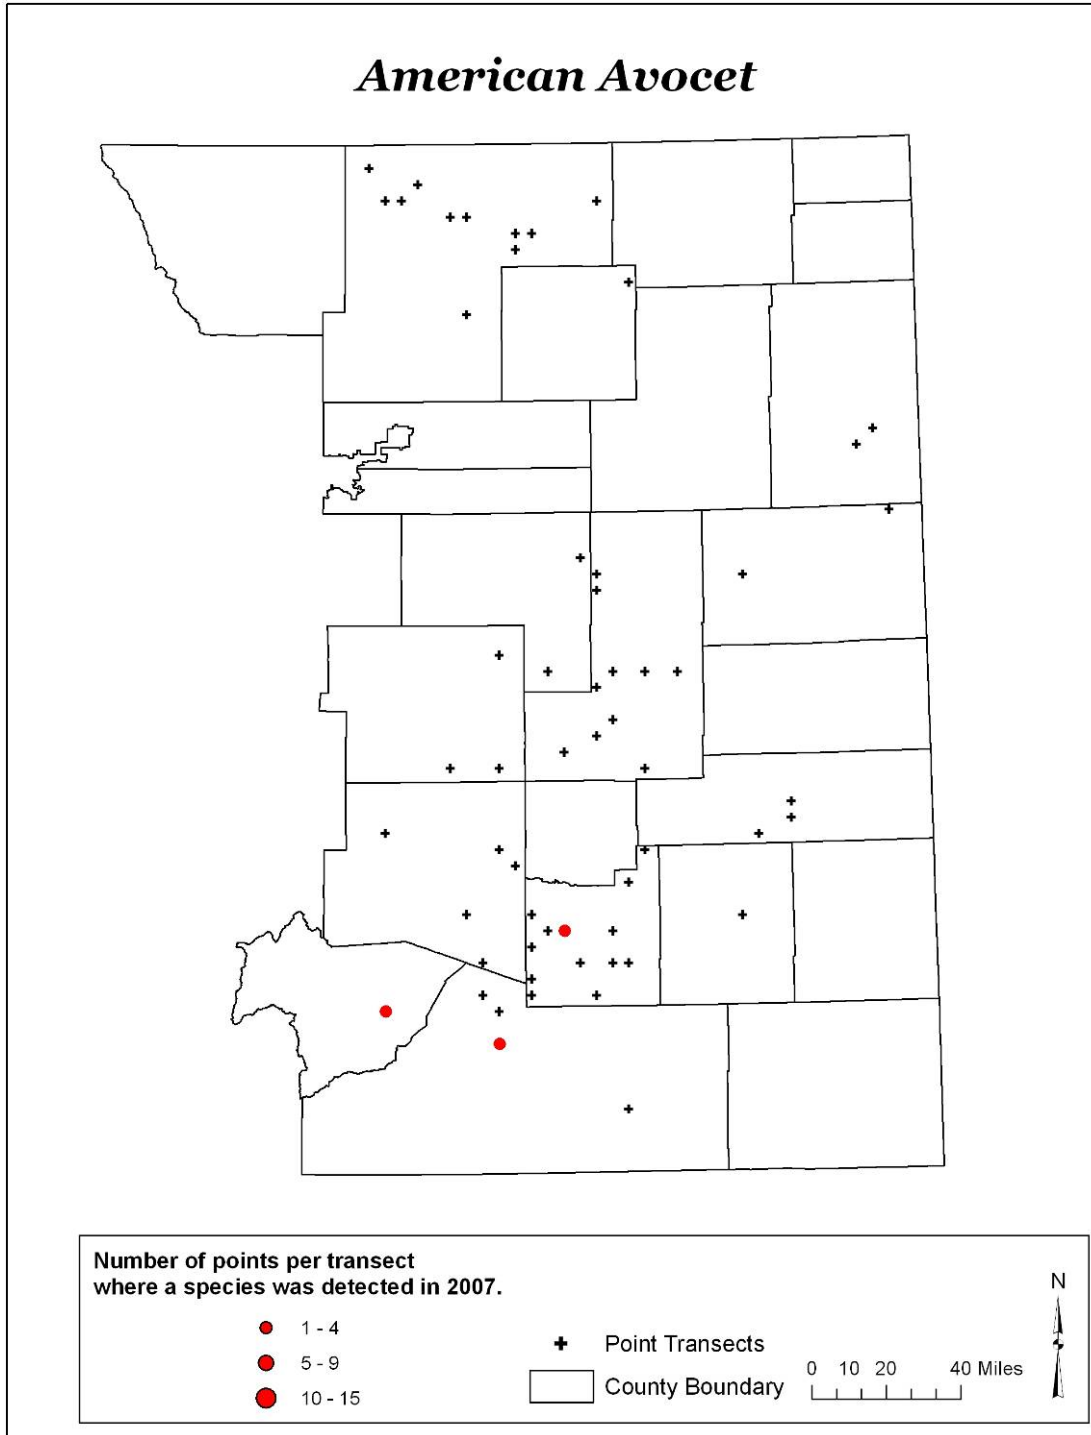 American Avocet
Number of points per transect
where a species was detected in 2007.
1 - 4
5 - 9
10 - 15
Point Transects
County Boundary
N
0 10 20 40 Miles